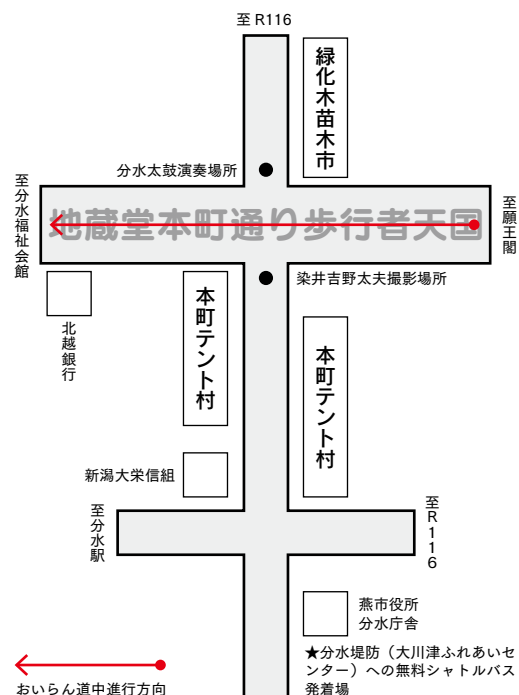 至 R116
緑化木苗木市
分水太鼓演奏場所
至分水福祉会館
地蔵堂本町通り歩行者天国
至願王閣
染井吉野太夫撮影場所
北越銀行
本町テント村
本町テント村
新潟大栄信組
至分水駅
至R116
燕市役所
分水庁舎
★分水堤防（大川津ふれあいセ
ンター）への無料シャトルバス
発着場
おいらん道中進行方向